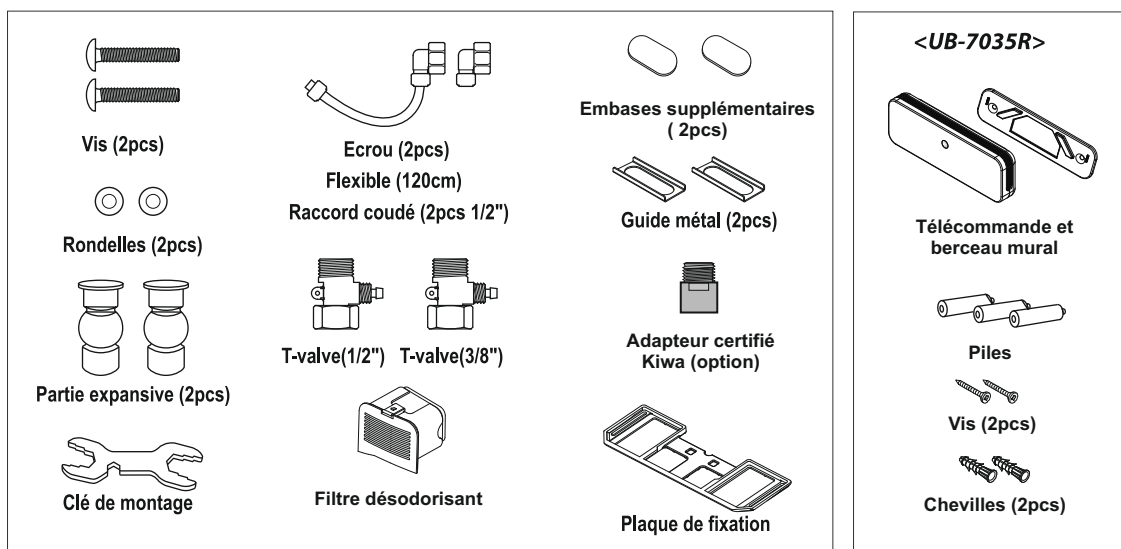 Vis (2pcs)
Rondelles (2pcs)
Partie expansive (2pcs)
Clé de montage
Ecrou (2pcs)
Flexible (120cm)
Raccord coudé (2pcs 1/2")
T-valve(1/2")
T-valve(3/8")
Filtre désodorisant
Embases supplémentaires
( 2pcs)
Guide métal (2pcs)
Adapteur certifié
Kiwa (option)
Plaque de fixation
<UB-7035R>
Télécommande et
berceau mural
Piles
Vis (2pcs)
Chevilles (2pcs)